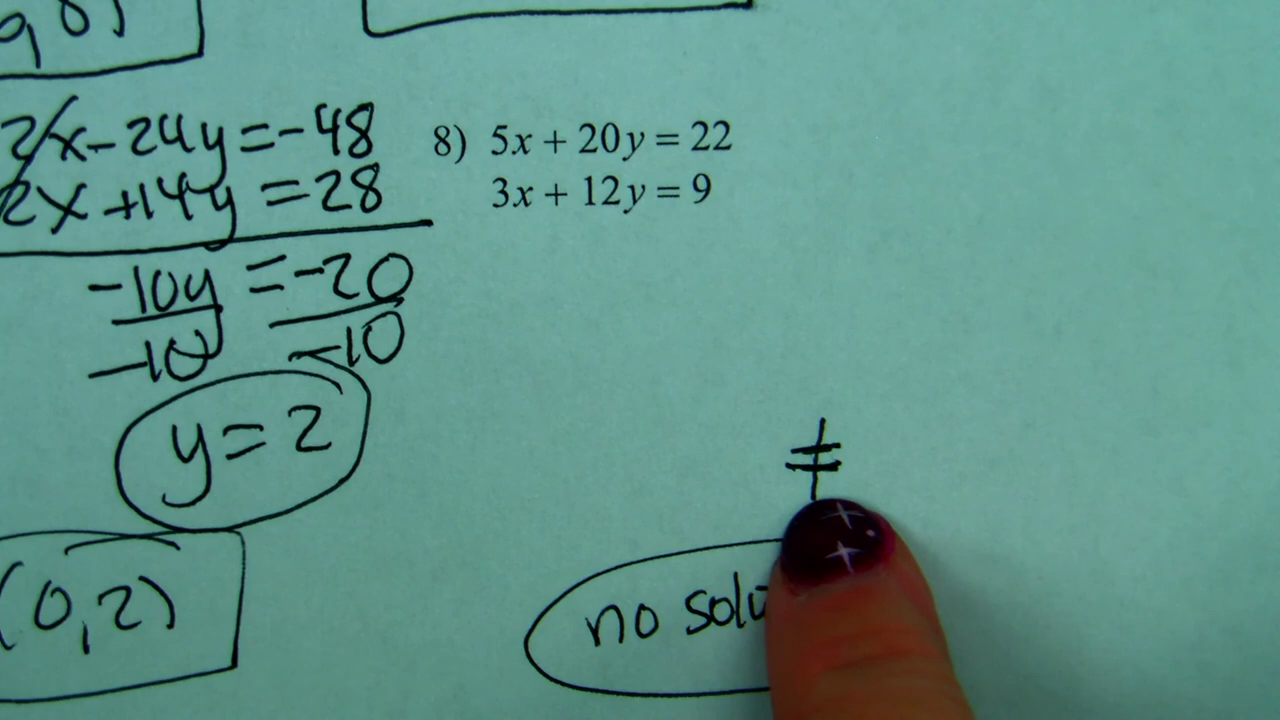 2x-24y=-48
2x+14y=28
-10y=-20
-10 -10
y=2
(0,2)
8) 5x + 20y = 22
3x + 12y = 9
≠
no